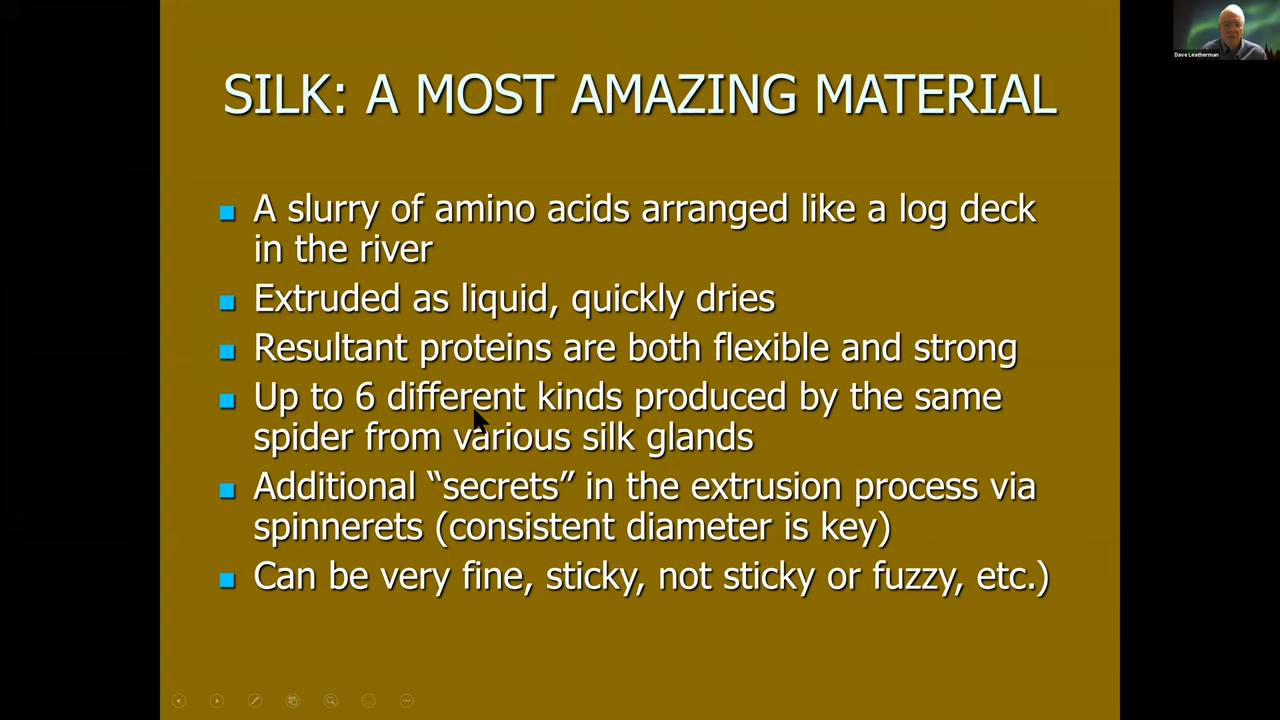 SILK: A MOST AMAZING MATERIAL
Dave Leatherman
A slurry of amino acids arranged like a log deck
in the river
Extruded as liquid, quickly dries
Resultant proteins are both flexible and strong
Up to 6 different kinds produced by the same
spider from various silk glands
Additional “secrets” in the extrusion process via
spinnerets (consistent diameter is key)
Can be very fine, sticky, not sticky or fuzzy, etc.)